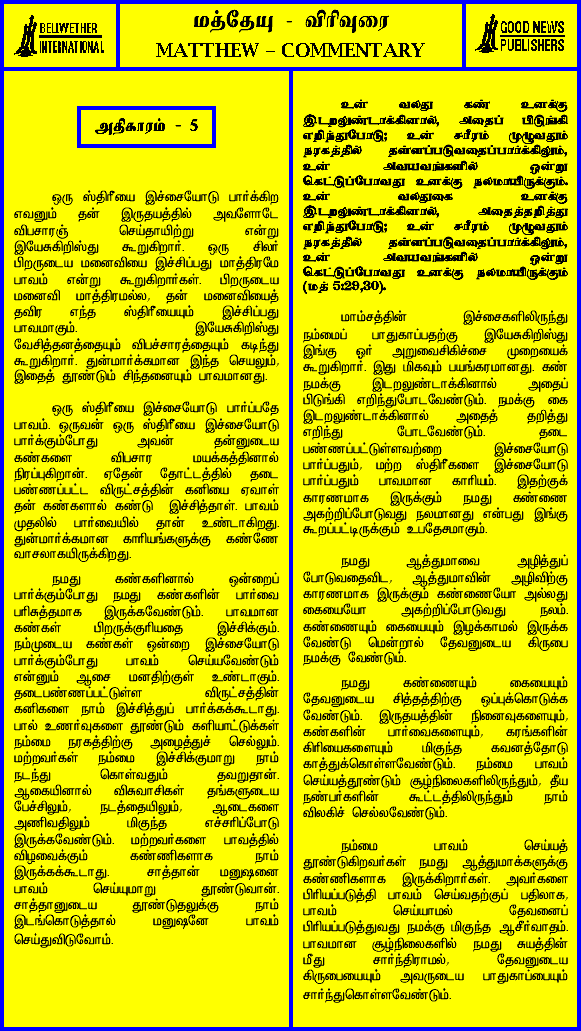 BELLWETHER
INTERNATIONAL
மத்தேயு - விரிவுரை
MATTHEW – COMMENTARY
GOOD NEWS
PUBLISHERS
அதிகாரம் - 5
ஒரு ஸ்திரீயை இச்சையோடு பார்க்கிற
எவனும் தன் இருதயத்தில் அவளோடே
விபசாரஞ் செய்தாயிற்று என்று
இயேசுகிறிஸ்து கூறுகிறார். ஒரு சிலர்
பிறருடைய மனைவியை இச்சிப்பது மாத்திரமே
பாவம் என்று கூறுகிறார்கள். பிறருடைய
மனைவி மாத்திரமல்ல, தன் மனைவியைத்
தவிர எந்த ஸ்திரீயையும் இச்சிப்பது
பாவமாகும். இயேசுகிறிஸ்து
வேசித்தனத்தையும் விபச்சாரத்தையும் கடிந்து
கூறுகிறார். துன்மார்க்கமான இந்த செயலும்,
இதைத் தூண்டும் சிந்தனையும் பாவமானது.
ஒரு ஸ்திரீயை இச்சையோடு பார்ப்பதே
பாவம். ஒருவன் ஒரு ஸ்திரீயை இச்சையோடு
பார்க்கும்போது அவன் தன்னுடைய
கண்களை விபசார மயக்கத்தினால்
நிரப்புகிறான். ஏதேன் தோட்டத்தில் தடை
பண்ணப்பட்ட விருட்சத்தின் கனியை ஏவாள்
தன் கண்களால் கண்டு இச்சித்தாள். பாவம்
முதலில் பார்வையில் தான் உண்டாகிறது.
துன்மார்க்கமான காரியங்களுக்கு கண்ணே
வாசலாகயிருக்கிறது.
நமது கண்களினால் ஒன்றைப்
பார்க்கும்போது நமது கண்களின் பார்வை
பரிசுத்தமாக இருக்கவேண்டும். பாவமான
கண்கள் பிறருக்குரியதை இச்சிக்கும்.
நம்முடைய கண்கள் ஒன்றை இச்சையோடு
பார்க்கும்போது பாவம் செய்யவேண்டும்
என்னும் ஆசை மனதிற்குள் உண்டாகும்.
தடைபண்ணப்பட்டுள்ள விருட்சத்தின்
கனிகளை நாம் இச்சித்துப் பார்க்கக்கூடாது.
பால் உணர்வுகளை தூண்டும் களியாட்டுக்கள்
நம்மை நரகத்திற்கு அழைத்துச் செல்லும்.
மற்றவர்கள் நம்மை இச்சிக்குமாறு நாம்
நடந்து கொள்வதும் தவறுதான்.
ஆகையினால் விசுவாசிகள் தங்களுடைய
பேச்சிலும், நடத்தையிலும், ஆடைகளை
அணிவதிலும் மிகுந்த எச்சரிப்போடு
இருக்கவேண்டும். மற்றவர்களை பாவத்தில்
விழவைக்கும் கண்ணிகளாக நாம்
இருக்கக்கூடாது. சாத்தான் மனுஷனை
பாவம் செய்யுமாறு தூண்டுவான்.
சாத்தானுடைய தூண்டுதலுக்கு நாம்
இடங்கொடுத்தால் மனுஷனே பாவம்
செய்துவிடுவோம்.
உன் வலது கண் உனக்கு
இடறலுண்டாக்கினால், அதைப் பிடுங்கி
எறிந்துபோடு; உன் சரீரம் முழுவதும்
நரகத்தில் தள்ளப்படுவதைப்பார்க்கிலும்,
உன் அவயவங்களில் ஒன்று
கெட்டுப்போவது உனக்கு நலமாயிருக்கும்.
உன் வலதுகை உனக்கு
இடறலுண்டாக்கினால், அதைத்தறித்து
எறிந்துபோடு; உன் சரீரம் முழுவதும்
நரகத்தில் தள்ளப்படுவதைப்பார்க்கிலும்,
உன் அவயவங்களில் ஒன்று
கெட்டுப்போவது உனக்கு நலமாயிருக்கும்
(மத் 5:29,30).
மாம்சத்தின் இச்சைகளிலிருந்து
நம்மைப் பாதுகாப்பதற்கு இயேசுகிறிஸ்து
இங்கு ஓர் அறுவைசிகிச்சை முறையைக்
கூறுகிறார். இது மிகவும் பயங்கரமானது. கண்
நமக்கு இடறலுண்டாக்கினால் அதைப்
பிடுங்கி எறிந்துபோடவேண்டும். நமக்கு கை
இடறலுண்டாக்கினால் அதைத் தறித்து
எறிந்து போடவேண்டும். தடை
பண்ணப்பட்டுள்ளவற்றை இச்சையோடு
பார்ப்பதும், மற்ற ஸ்திரீகளை இச்சையோடு
பார்ப்பதும் பாவமான காரியம். இதற்குக்
காரணமாக இருக்கும் நமது கண்ணை
அகற்றிப்போடுவது நலமானது என்பது இங்கு
கூறப்பட்டிருக்கும் உபதேசமாகும்.
நமது ஆத்துமாவை அழித்துப்
போடுவதைவிட, ஆத்துமாவின் அழிவிற்கு
காரணமாக இருக்கும் கண்ணையோ அல்லது
கையையோ அகற்றிப்போடுவது நலம்.
கண்ணையும் கையையும் இழக்காமல் இருக்க
வேண்டு மென்றால் தேவனுடைய கிருபை
நமக்கு வேண்டும்.
நமது கண்ணையும் கையையும்
தேவனுடைய சித்தத்திற்கு ஒப்புக்கொடுக்க
வேண்டும். இருதயத்தின் நினைவுகளையும்,
கண்களின் பார்வைகளையும், கரங்களின்
கிரியைகளையும் மிகுந்த கவனத்தோடு
காத்துக்கொள்ளவேண்டும். நம்மை பாவம்
செய்யத்தூண்டும் சூழ்நிலைகளிலிருந்தும், தீய
நண்பர்களின் கூட்டத்திலிருந்தும் நாம்
விலகிச் செல்லவேண்டும்.
நம்மை பாவம் செய்யத்
தூண்டுகிறவர்கள் நமது ஆத்துமாக்களுக்கு
கண்ணிகளாக இருக்கிறார்கள். அவர்களை
பிரியப்படுத்தி பாவம் செய்வதற்குப் பதிலாக,
பாவம் செய்யாமல் தேவனைப்
பிரியப்படுத்துவது நமக்கு மிகுந்த ஆசீர்வாதம்.
பாவமான சூழ்நிலைகளில் நமது சுயத்தின்
மீது சார்ந்திராமல், தேவனுடைய
கிருபையையும் அவருடைய பாதுகாப்பையும்
சார்ந்துகொள்ளவேண்டும்.